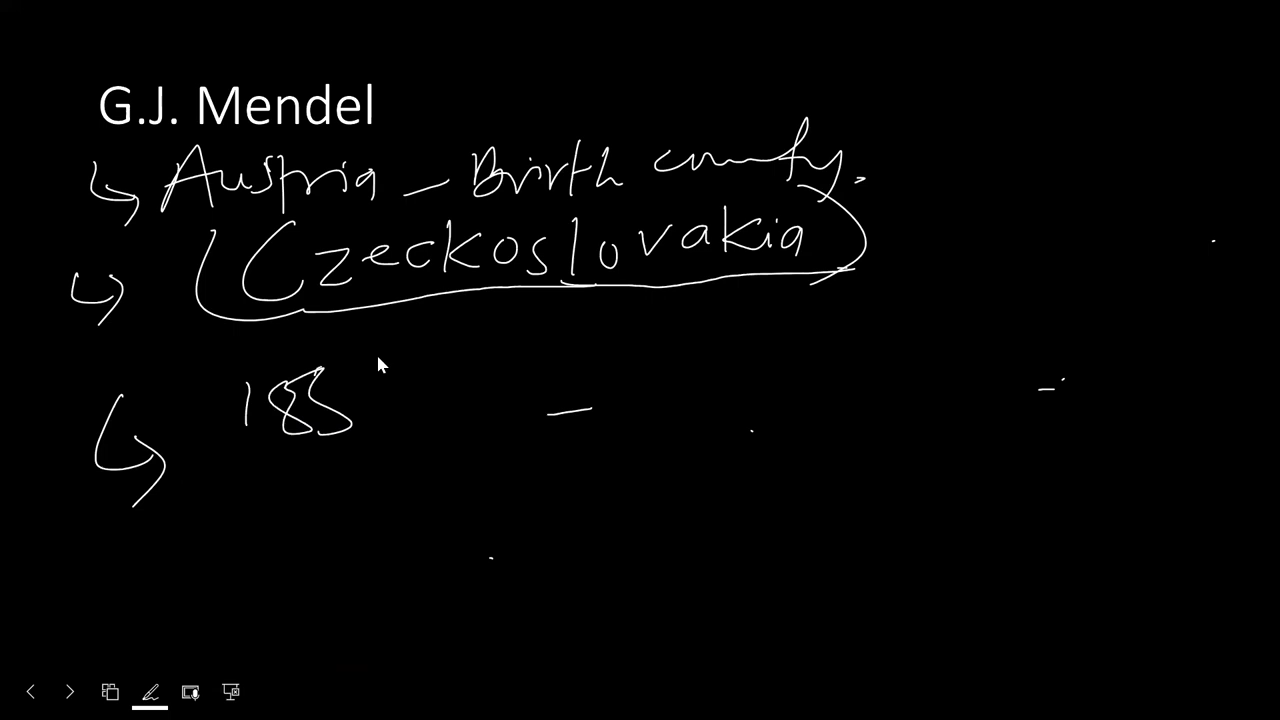 G.J. Mendel
Austria - Birth country.
(Czeckoslovakia)
185 -